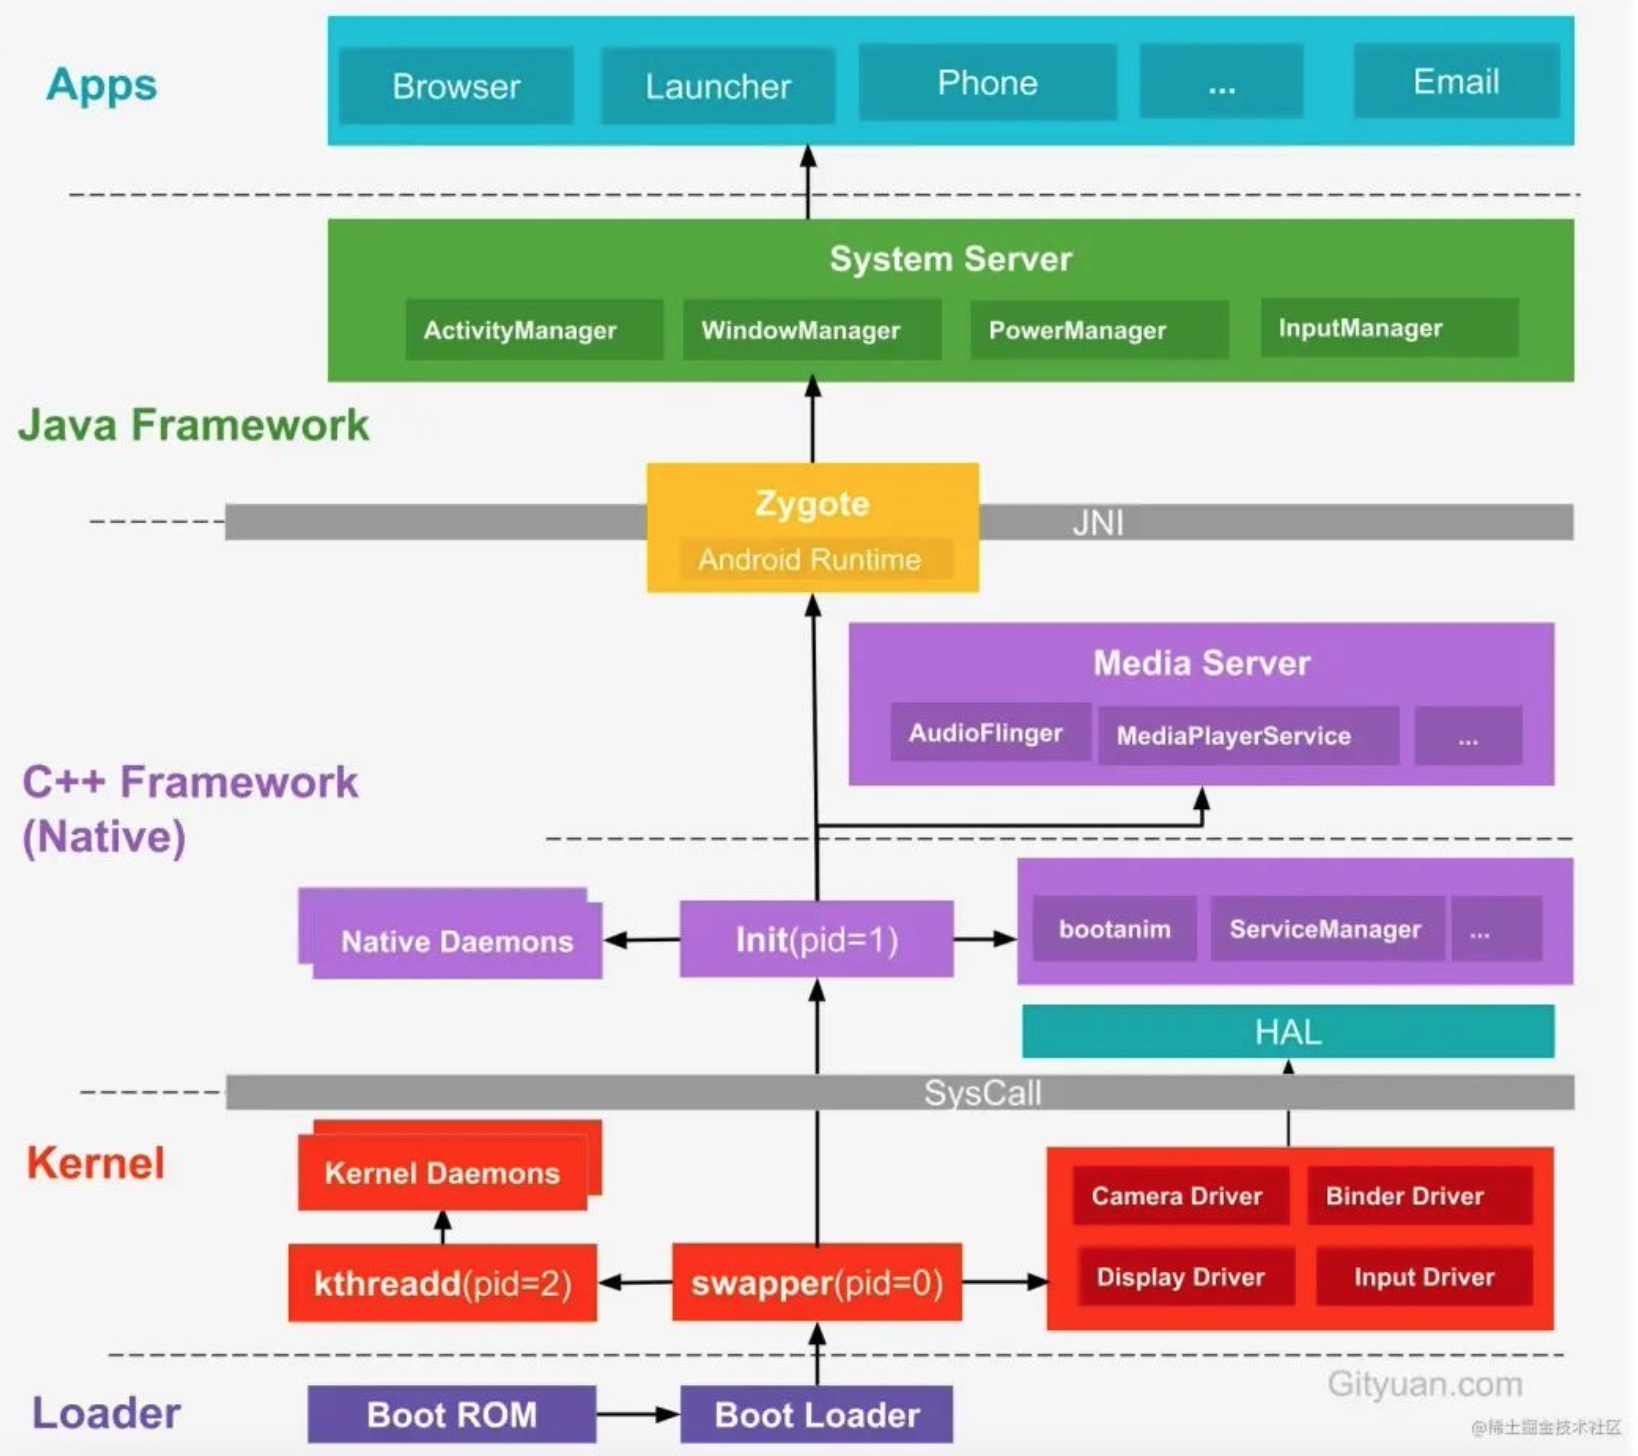 Apps
Browser
Launcher
Phone
...
Email
System Server
ActivityManager
WindowManager
PowerManager
InputManager
Java Framework
Zygote
Android Runtime
JNI
Media Server
AudioFlinger
MediaPlayerService
...
C++ Framework
(Native)
Native Daemons
Init(pid=1)
bootanim
ServiceManager
...
HAL
SysCall
Kernel
Kernel Daemons
Camera Driver
Binder Driver
kthreadd(pid=2)
swapper(pid=0)
Display Driver
Input Driver
Loader
Boot ROM
Boot Loader
Gityuan.com
@稀土掘金技术社区